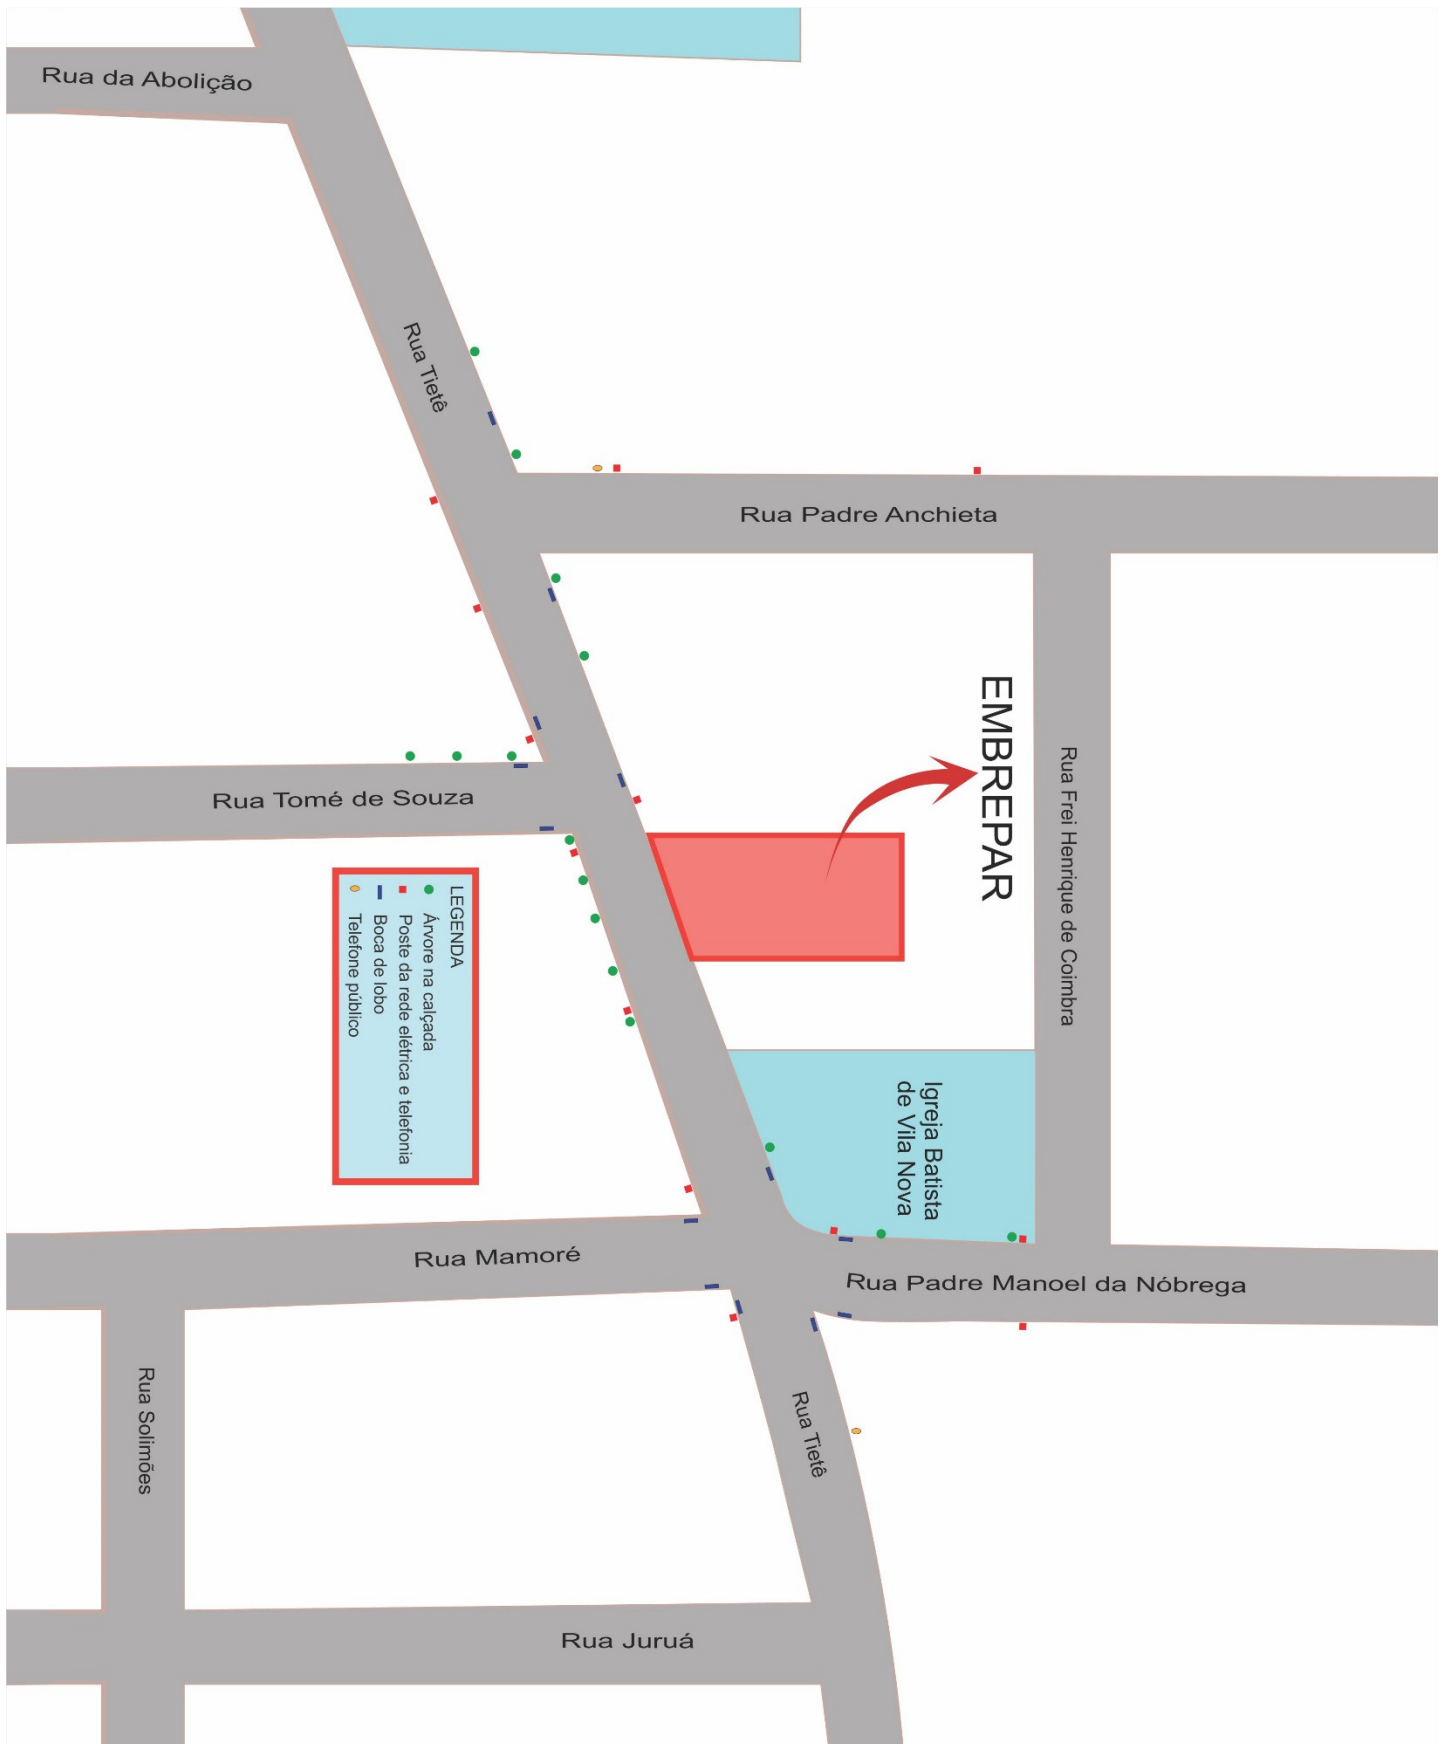 Rua da Abolição
Rua Tietê
Rua Padre Anchieta
EMBREPAR
Rua Frei Henrique de Coimbra
Rua Tomé de Souza
LEGENDA
Árvore na calçada
Poste da rede elétrica e telefonia
Boca de lobo
Telefone público
Igreja Batista
de Vila Nova
Rua Mamoré
Rua Padre Manoel da Nóbrega
Rua Solimões
Rua Tietê
Rua Juruá